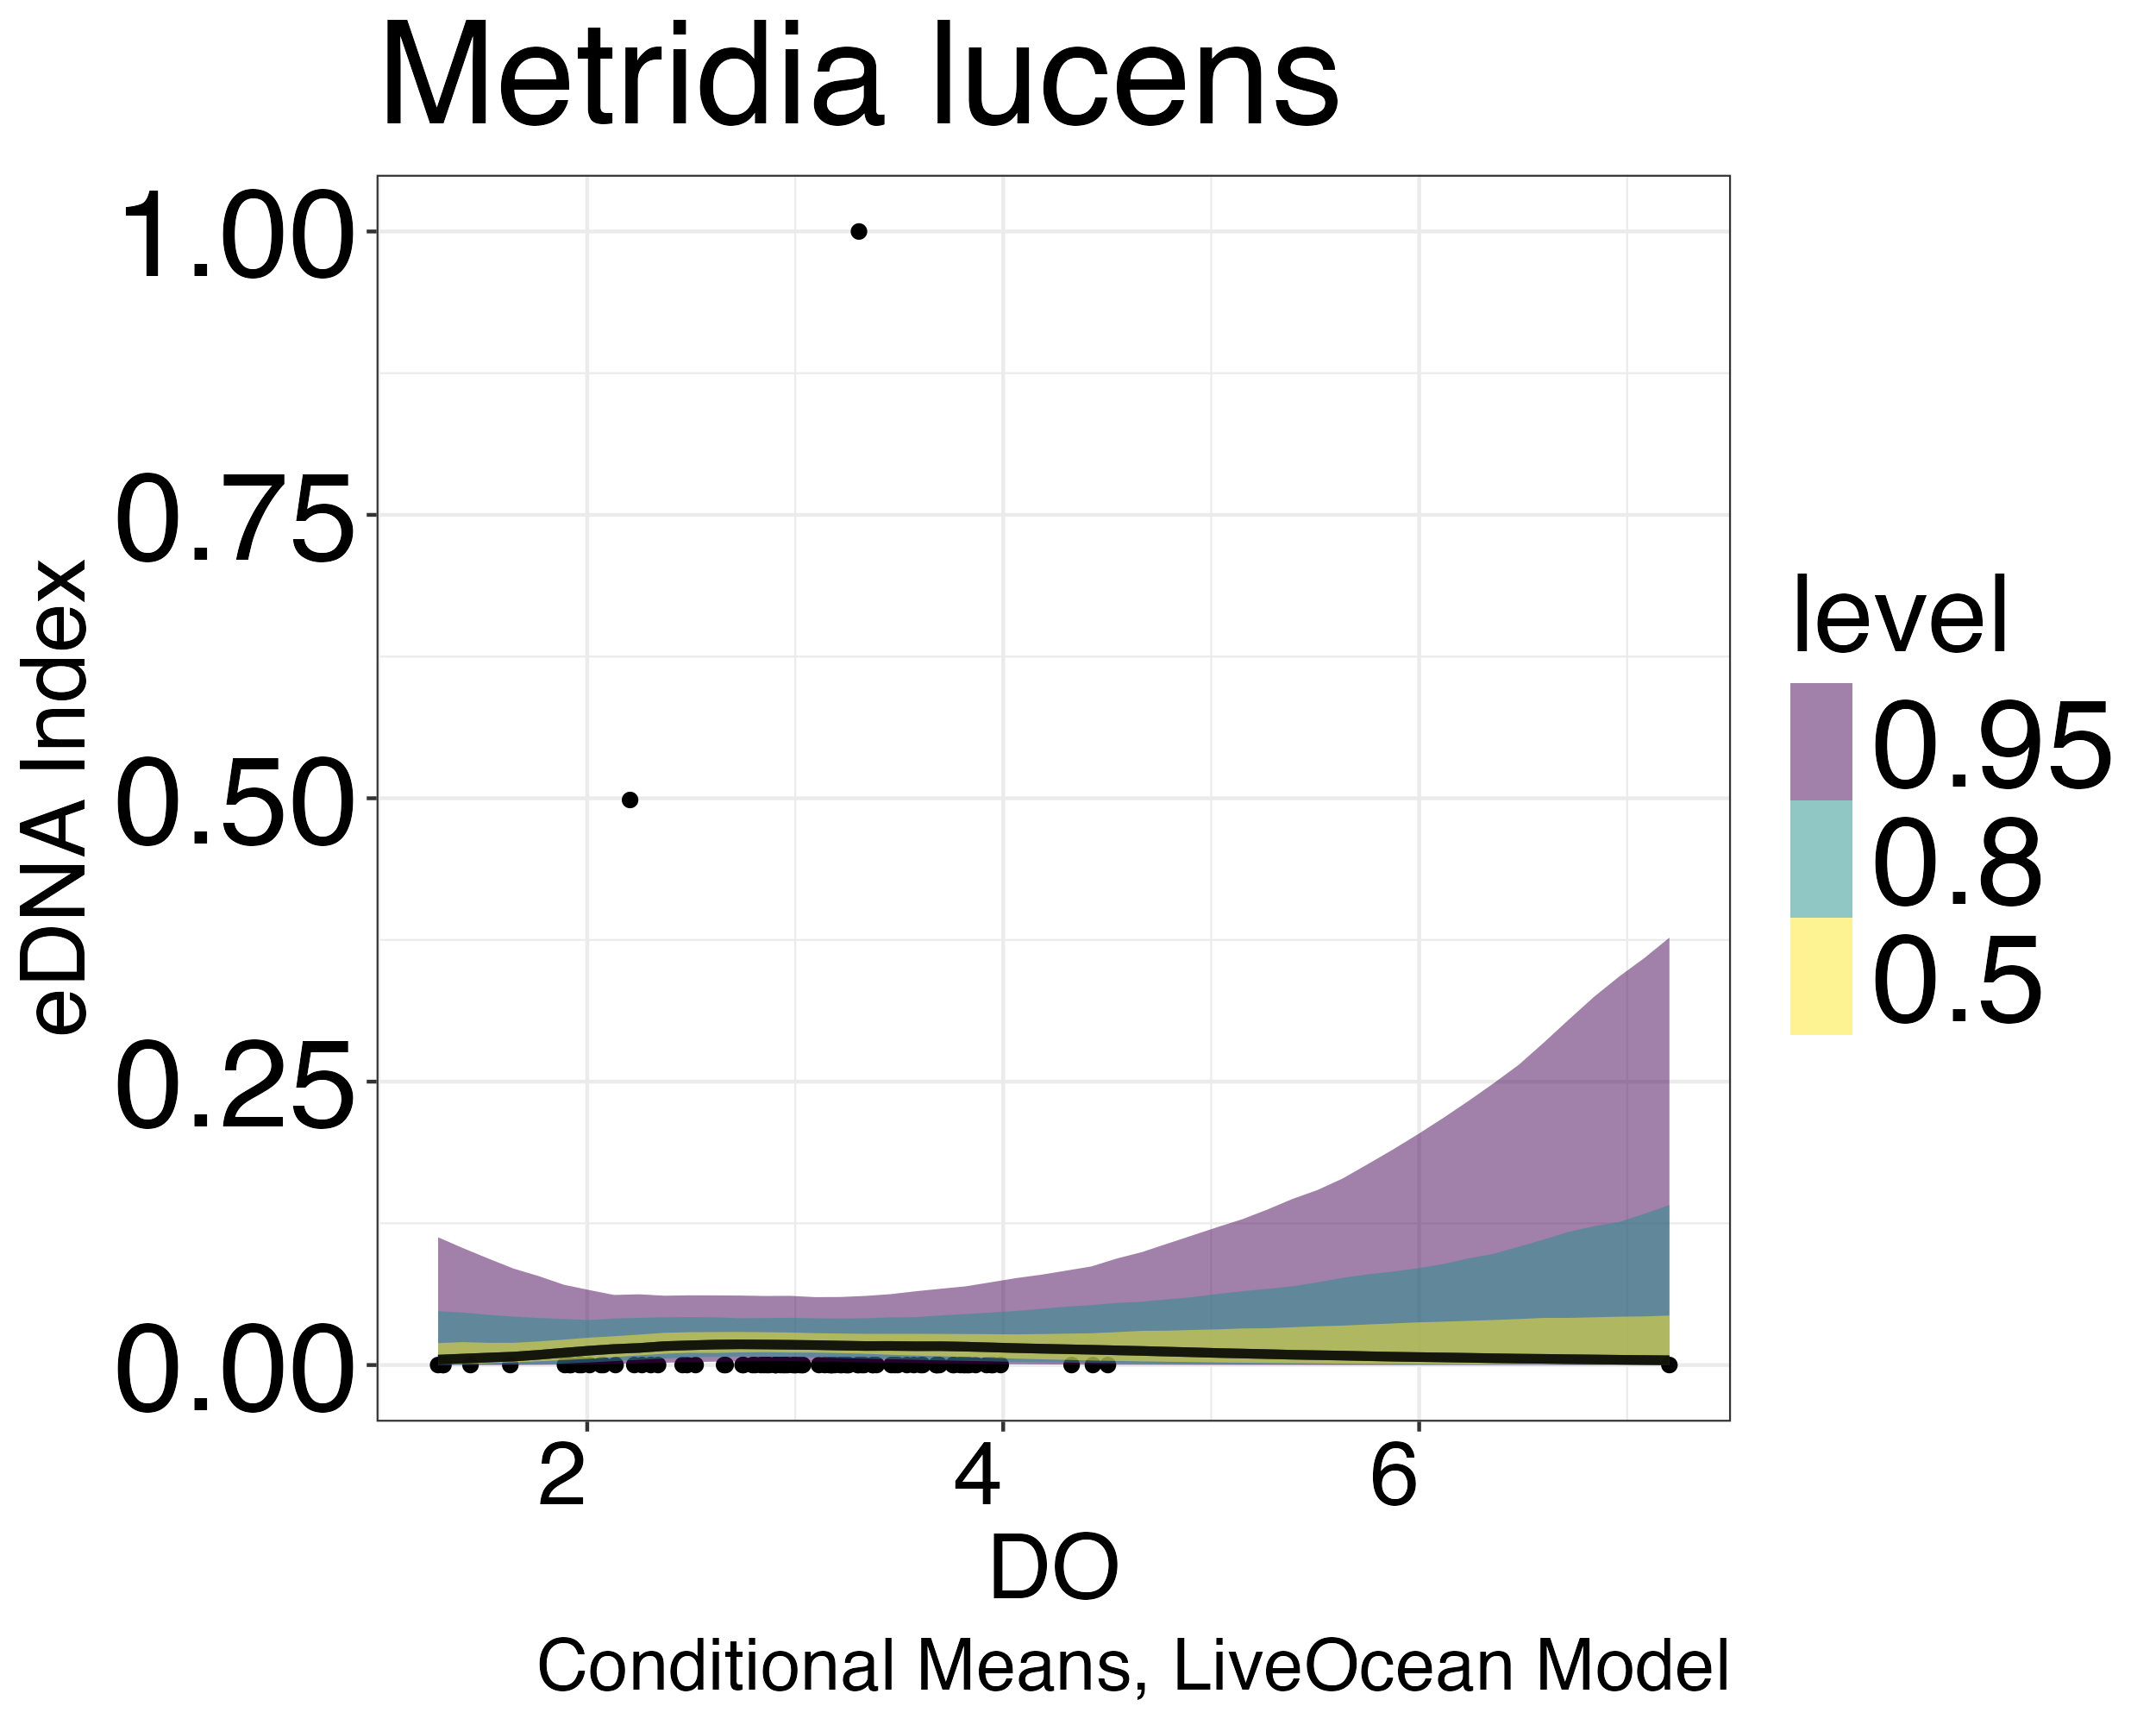 Metridia lucens
1.00
0.75
0.50
0.25
0.00
eDNA Index
2 4 6
DO
Conditional Means, LiveOcean Model
level
0.95
0.8
0.5